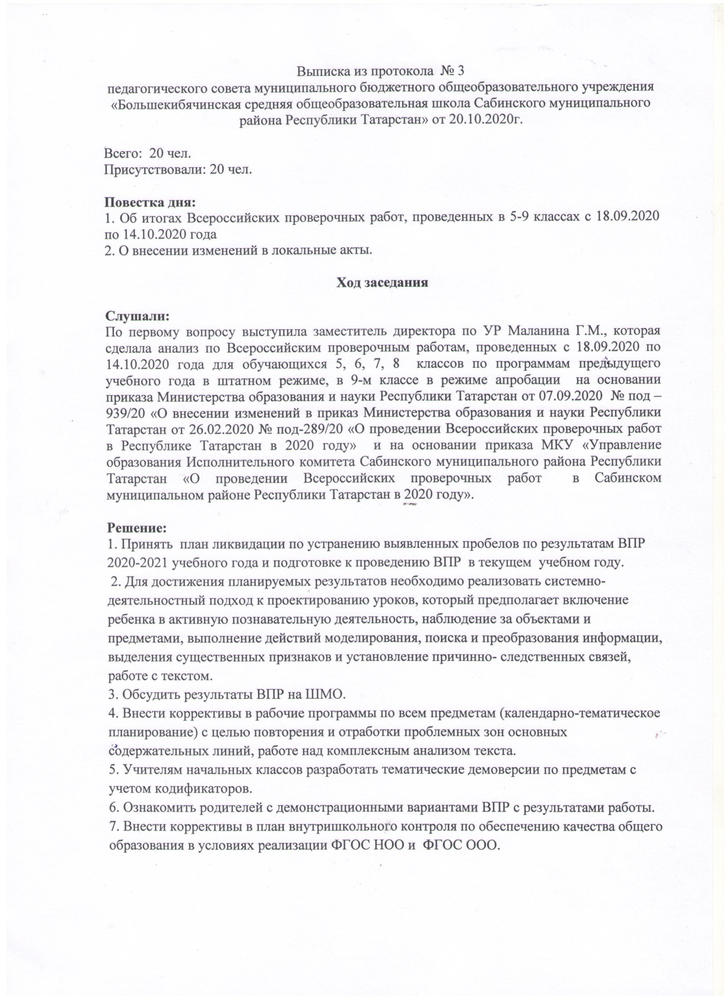 Выписка из протокола № 3
педагогического совета муниципального бюджетного общеобразовательного учреждения
«Большекибячинская средняя общеобразовательная школа Сабинского муниципального
района Республики Татарстан» от 20.10.2020г.
Всего: 20 чел.
Присутствовали: 20 чел.
Повестка дня:
1. Об итогах Всероссийских проверочных работ, проведенных в 5-9 классах с 18.09.2020
по 14.10.2020 года
2. О внесении изменений в локальные акты.
Ход заседания
Слушали:
По первому вопросу выступила заместитель директора по УР Маланина Г.М., которая
сделала анализ по Всероссийским проверочным работам, проведенных с 18.09.2020 по
14.10.2020 года для обучающихся 5, 6, 7, 8 классов по программам предыдущего
учебного года в штатном режиме, в 9-м классе в режиме апробации на основании
приказа Министерства образования и науки Республики Татарстан от 07.09.2020 № под –
939/20 «О внесении изменений в приказ Министерства образования и науки Республики
Татарстан от 26.02.2020 № под-289/20 «О проведении Всероссийских проверочных работ
в Республике Татарстан в 2020 году» и на основании приказа МКУ «Управление
образования Исполнительного комитета Сабинского муниципального района Республики
Татарстан «О проведении Всероссийских проверочных работ в Сабинском
муниципальном районе Республики Татарстан в 2020 году».
Решение:
1. Принять план ликвидации по устранению выявленных пробелов по результатам ВПР
2020-2021 учебного года и подготовке к проведению ВПР в текущем учебном году.
2. Для достижения планируемых результатов необходимо реализовать системно-
деятельностный подход к проектированию уроков, который предполагает включение
ребенка в активную познавательную деятельность, наблюдение за объектами и
предметами, выполнение действий моделирования, поиска и преобразования информации,
выделения существенных признаков и установление причинно- следственных связей,
работе с текстом.
3. Обсудить результаты ВПР на ШМО.
4. Внести коррективы в рабочие программы по всем предметам (календарно-тематическое
планирование) с целью повторения и отработки проблемных зон основных
содержательных линий, работе над комплексным анализом текста.
5. Учителям начальных классов разработать тематические демоверсии по предметам с
учетом кодификаторов.
6. Ознакомить родителей с демонстрационными вариантами ВПР с результатами работы.
7. Внести коррективы в план внутришкольного контроля по обеспечению качества общего
образования в условиях реализации ФГОС НОО и ФГОС ООО.